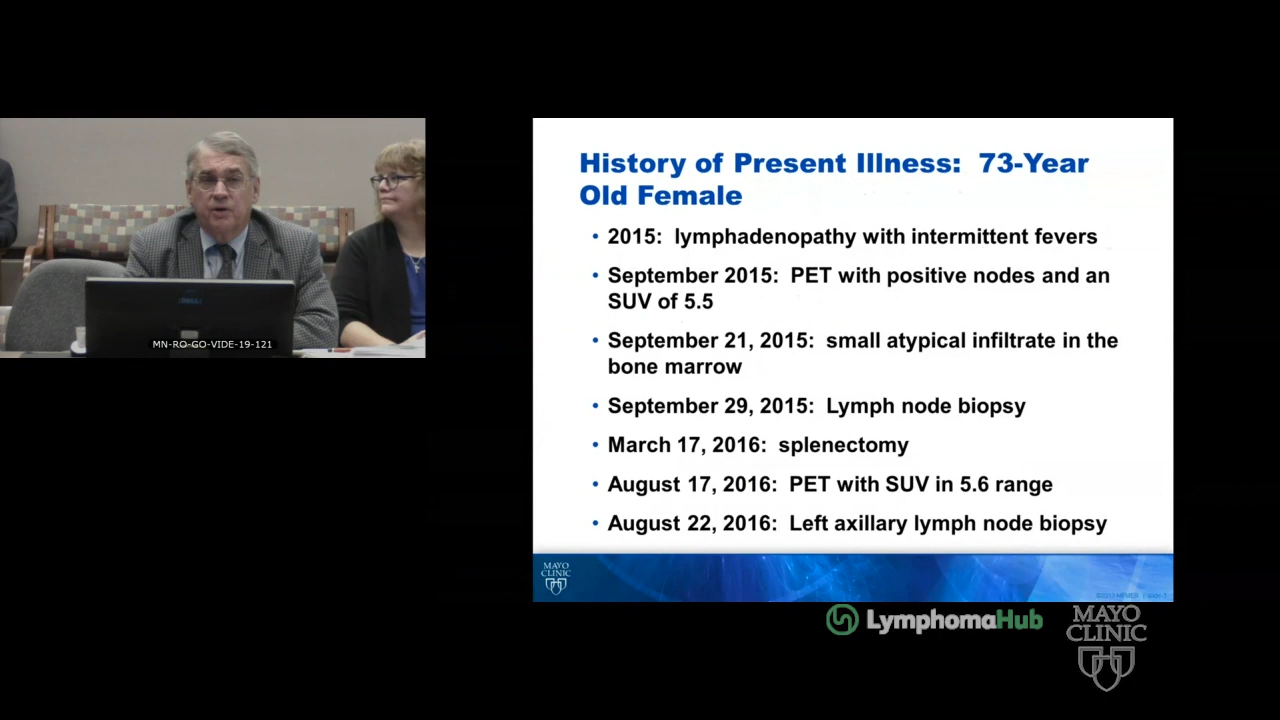 History of Present Illness:  73-Year
Old Female
• 2015:  lymphadenopathy with intermittent fevers
• September 2015:  PET with positive nodes and an
SUV of 5.5
• September 21, 2015:  small atypical infiltrate in the
bone marrow
• September 29, 2015:  Lymph node biopsy
• March 17, 2016:  splenectomy
• August 17, 2016:  PET with SUV in 5.6 range
• August 22, 2016:  Left axillary lymph node biopsy
DELL
MN-RO-GO-VIDE-19-121
MAYO
CLINIC
LymphomaHub
MAYO
CLINIC